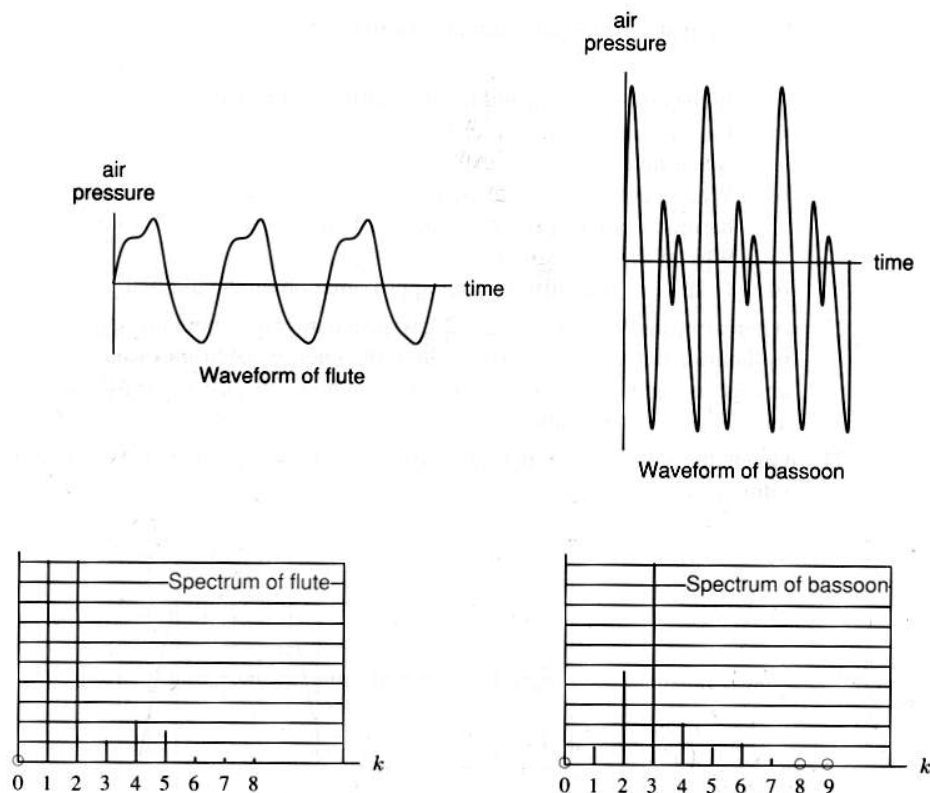 air
pressure
time
Waveform of flute
air
pressure
time
Waveform of bassoon
Spectrum of flute
k
0 1 2 3 4 5 6 7 8
Spectrum of bassoon
k
0 1 2 3 4 5 6 7 8 9